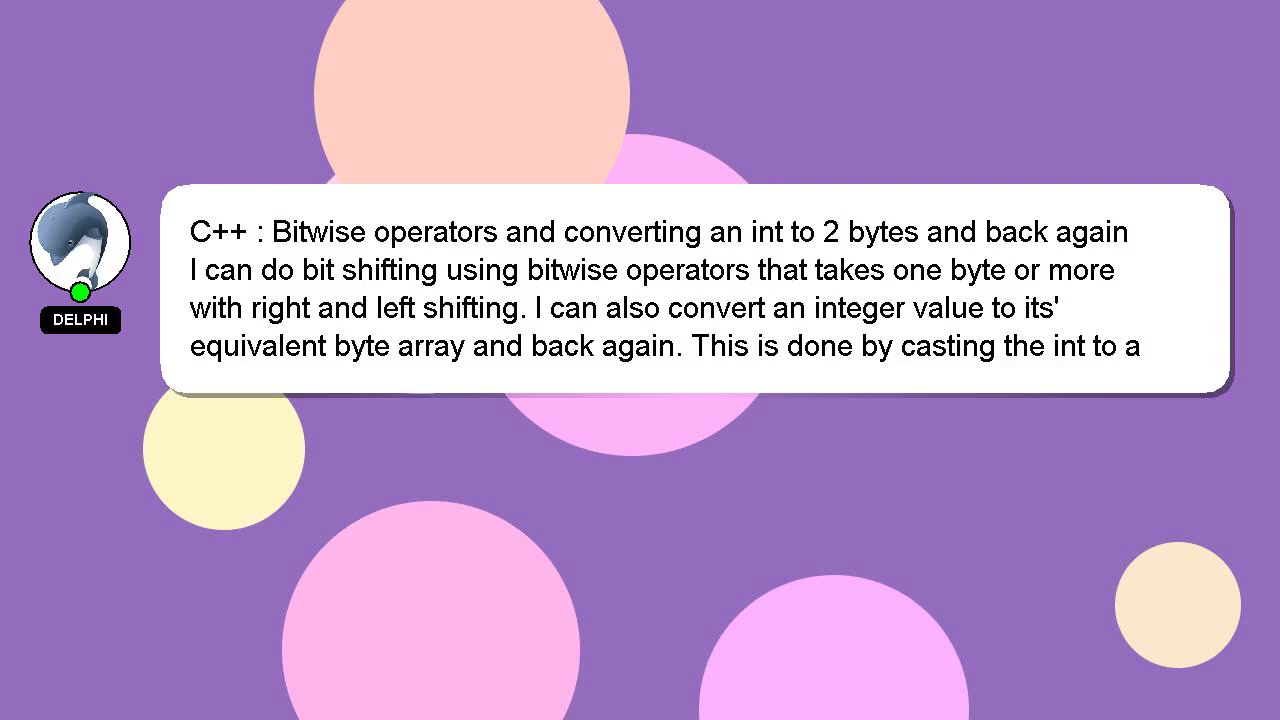 C++ : Bitwise operators and converting an int to 2 bytes and back again
I can do bit shifting using bitwise operators that takes one byte or more
with right and left shifting. I can also convert an integer value to its'
equivalent byte array and back again. This is done by casting the int to a
DELPHI